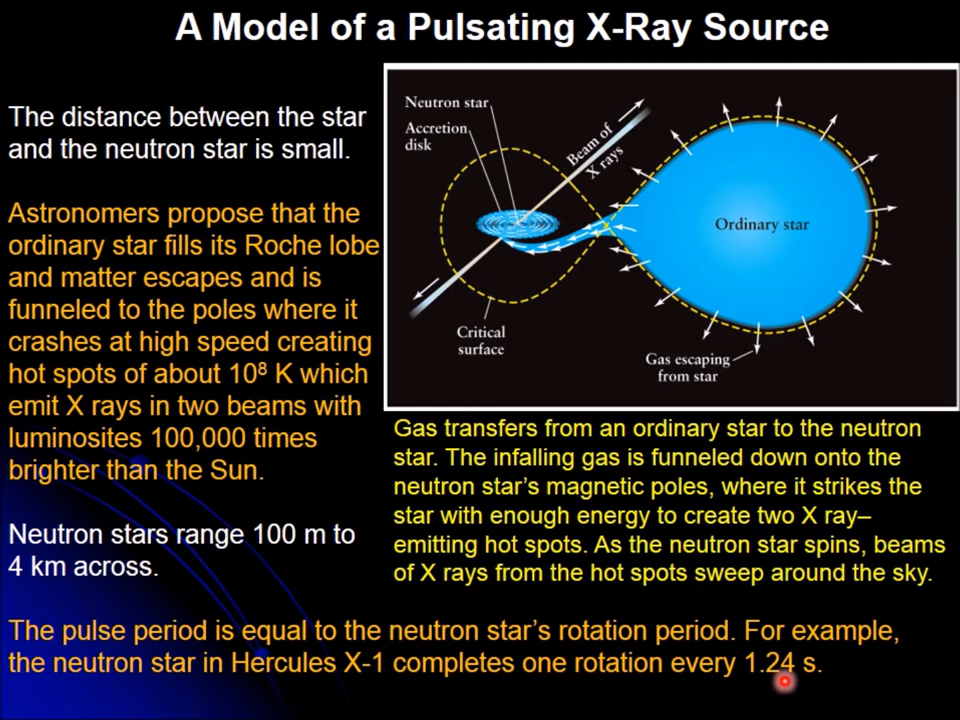 A Model of a Pulsating X-Ray Source
The distance between the star
and the neutron star is small.
Astronomers propose that the
ordinary star fills its Roche lobe
and matter escapes and is
funneled to the poles where it
crashes at high speed creating
hot spots of about 10⁸ K which
emit X rays in two beams with
luminosites 100,000 times
brighter than the Sun.
Neutron stars range 100 m to
4 km across.
Neutron star
Accretion
disk
Beam of
X rays
Ordinary star
Critical
surface
Gas escaping
from star
Gas transfers from an ordinary star to the neutron
star. The infalling gas is funneled down onto the
neutron star’s magnetic poles, where it strikes the
star with enough energy to create two X ray–
emitting hot spots. As the neutron star spins, beams
of X rays from the hot spots sweep around the sky.
The pulse period is equal to the neutron star’s rotation period. For example,
the neutron star in Hercules X-1 completes one rotation every 1.24 s.